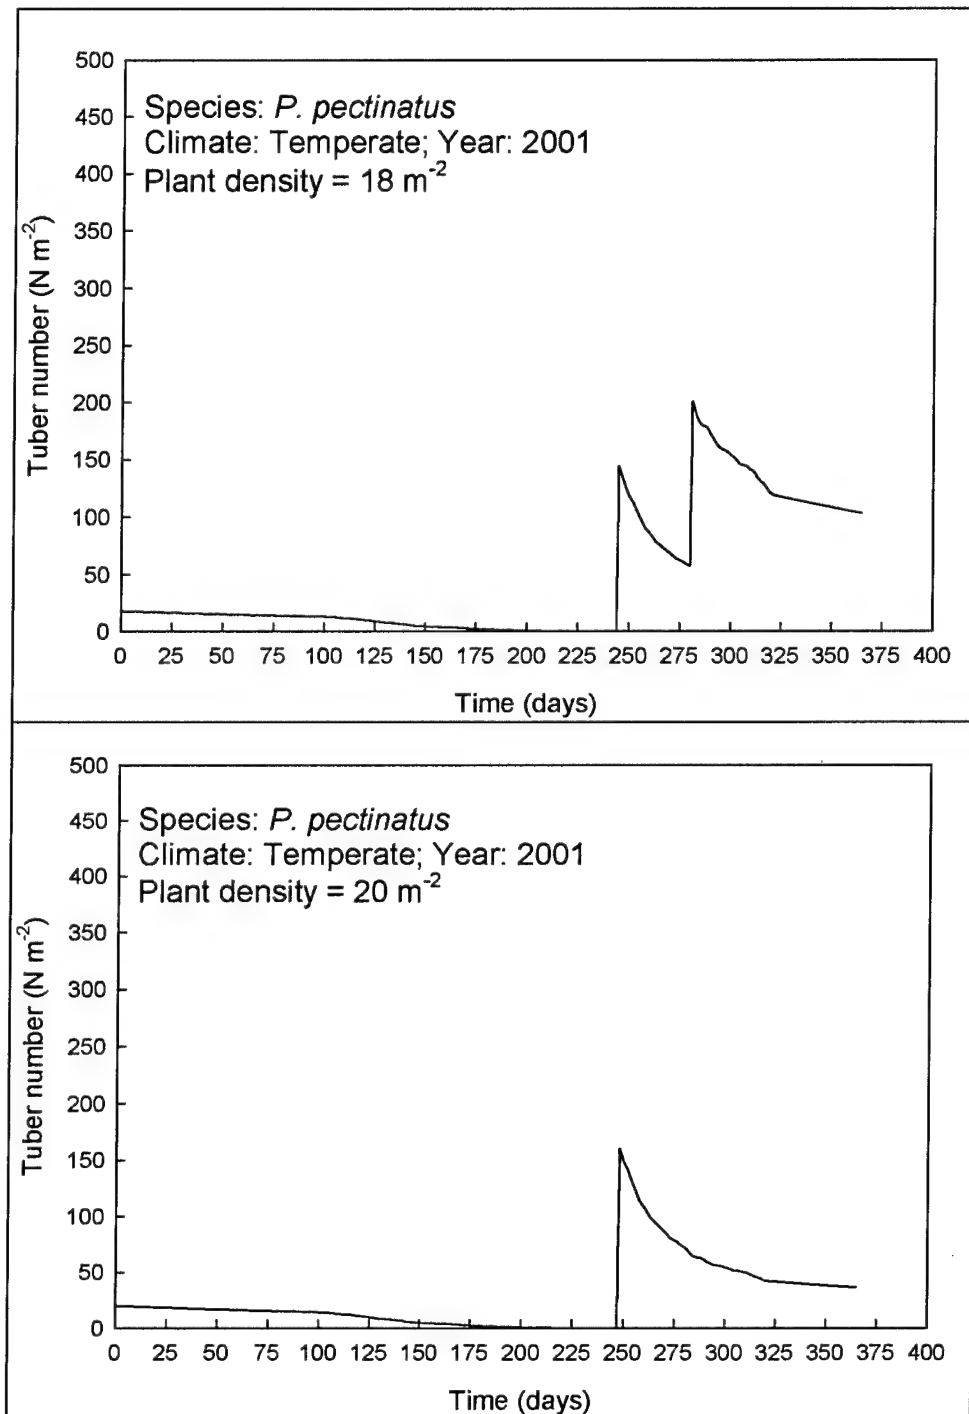 500
450
400
350
300
250
200
150
100
50
0
Tuber number (N m⁻²)
Species: P. pectinatus
Climate: Temperate; Year: 2001
Plant density = 18 m⁻²
0 25 50 75 100 125 150 175 200 225 250 275 300 325 350 375 400
Time (days)
500
450
400
350
300
250
200
150
100
50
0
Tuber number (N m⁻²)
Species: P. pectinatus
Climate: Temperate; Year: 2001
Plant density = 20 m⁻²
0 25 50 75 100 125 150 175 200 225 250 275 300 325 350 375 400
Time (days)